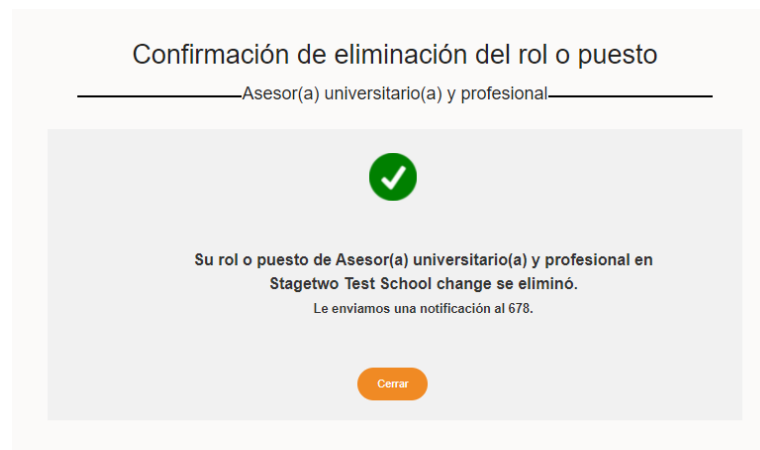 Confirmación de eliminación del rol o puesto
Asesor(a) universitario(a) y profesional
Su rol o puesto de Asesor(a) universitario(a) y profesional en
Stagetwo Test School change se eliminó.
Le enviamos una notificación al 678.
Cerrar